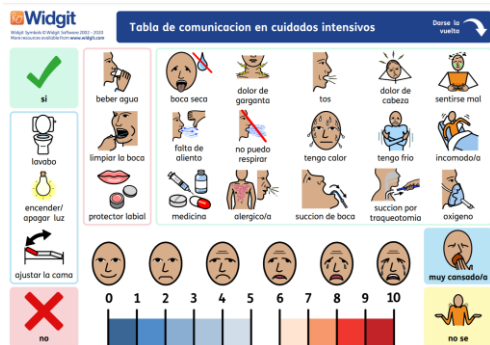 Widgit
Widgit Symbols © Widgit Software 2002 - 2020
More resources available from www.widgit.com
Tabla de comunicacion en cuidados intensivos
Darse la
vuelta
si
beber agua
boca seca
dolor de
garganta
tos
dolor de
cabeza
sentirse mal
lavabo
limpiar la boca
falta de
aliento
no puedo
respirar
tengo calor
tengo frio
incomodo/a
encender/
apagar luz
protector labial
medicina
alergico/a
succion de boca
succion por
traqueotomia
oxigeno
ajustar la cama
muy cansado/a
0 1 2 3 4 5 6 7 8 9 10
no
no se